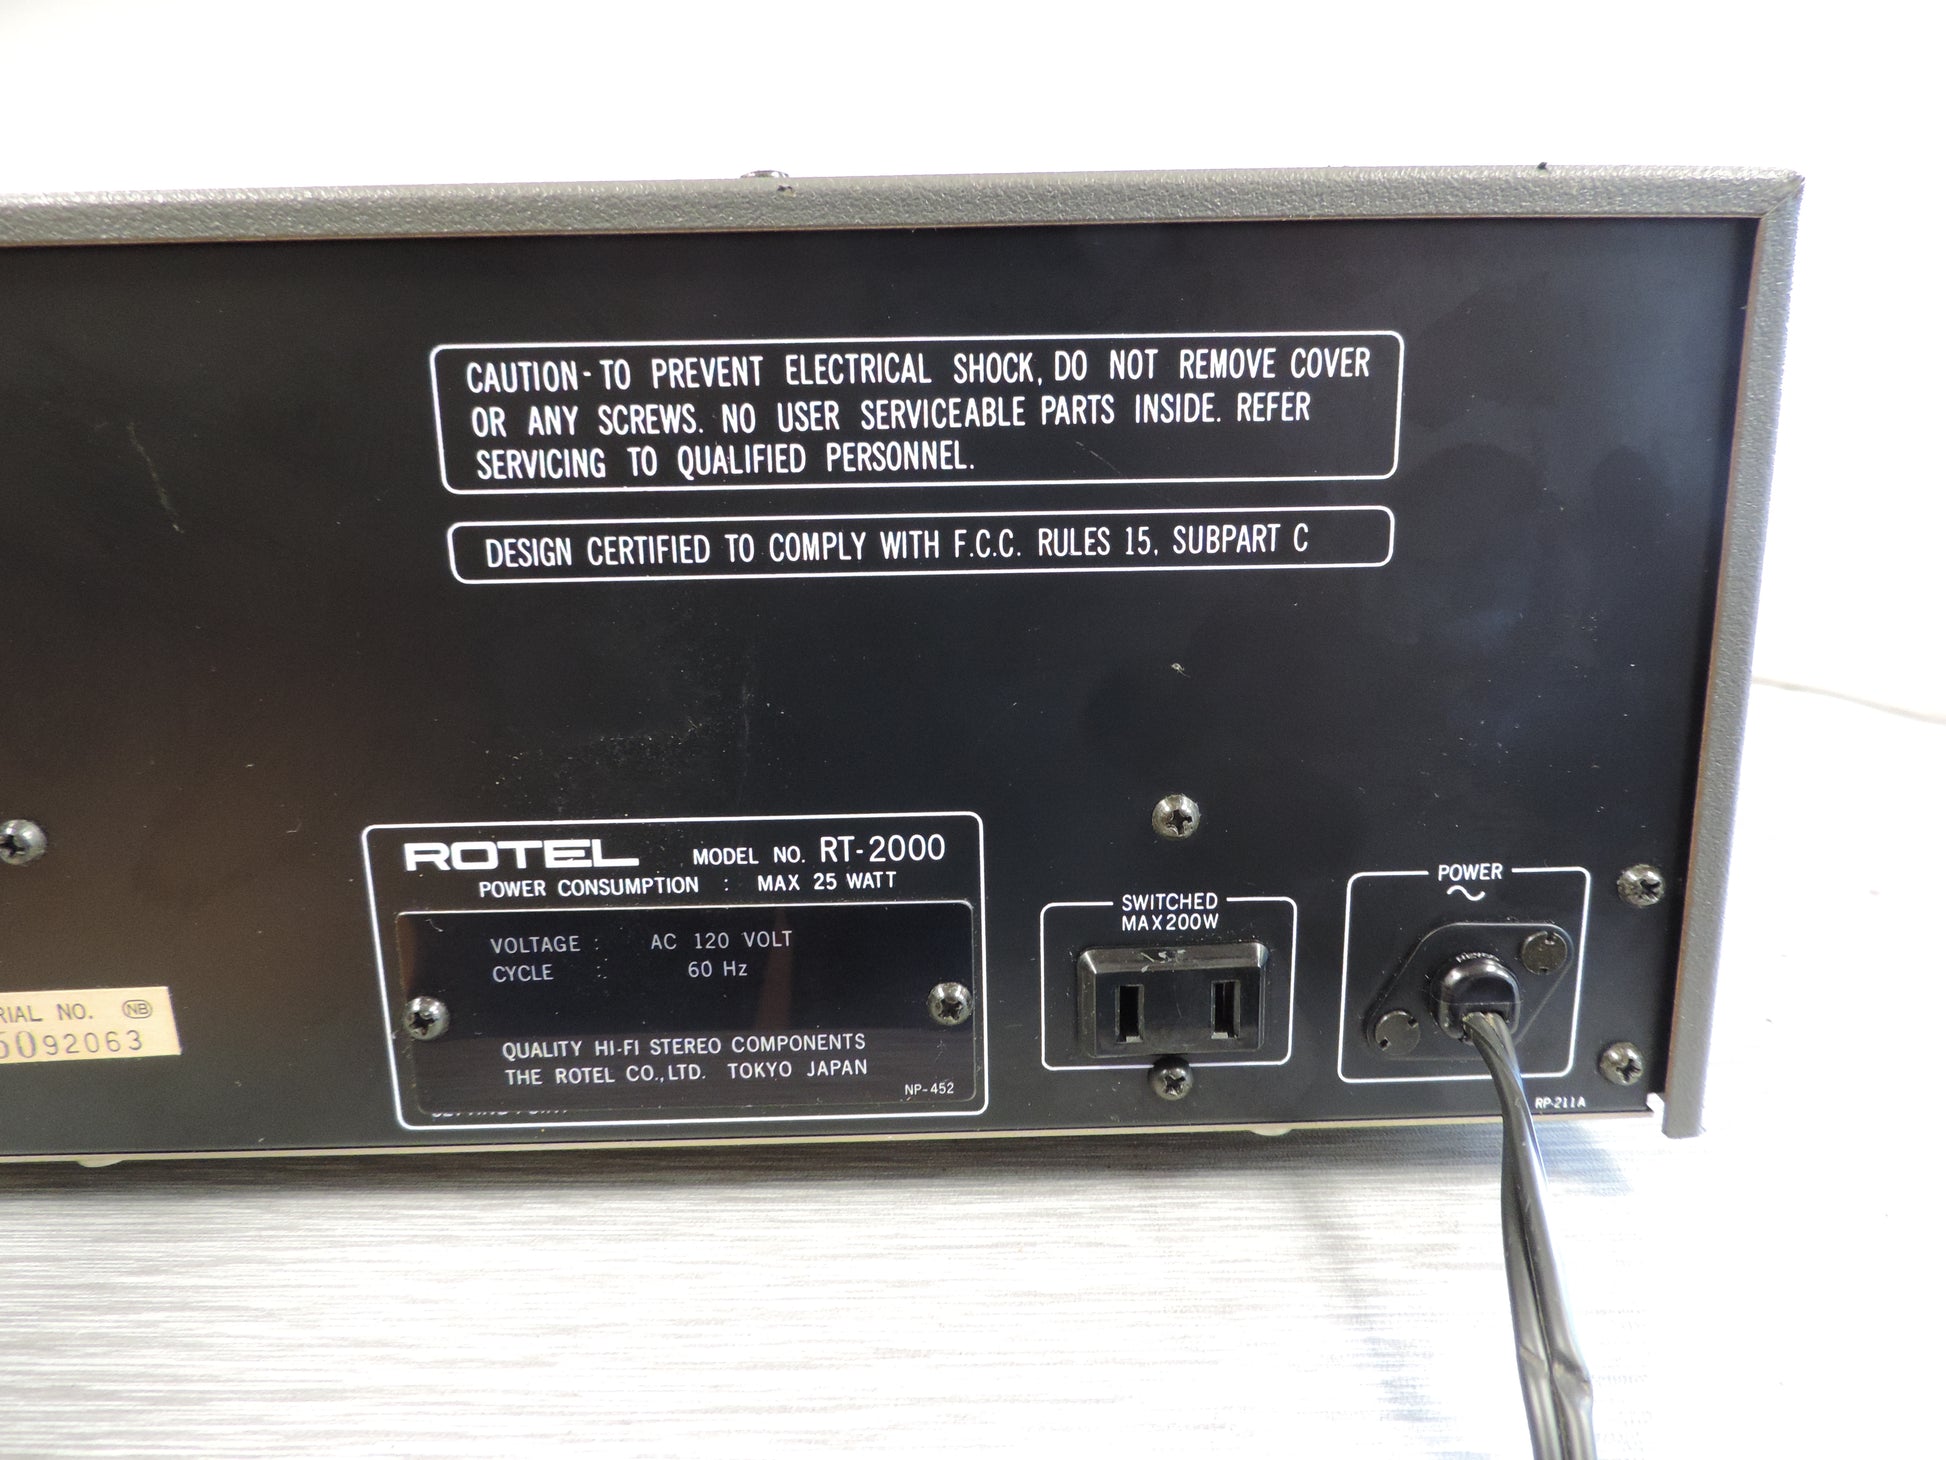 CAUTION - TO PREVENT ELECTRICAL SHOCK, DO NOT REMOVE COVER
OR ANY SCREWS. NO USER SERVICEABLE PARTS INSIDE. REFER
SERVICING TO QUALIFIED PERSONNEL.
DESIGN CERTIFIED TO COMPLY WITH F.C.C. RULES 15, SUBPART C
ROTEL MODEL NO. RT-2000
POWER CONSUMPTION : MAX 25 WATT
VOLTAGE : AC 120 VOLT
CYCLE : 60 Hz
QUALITY HI-FI STEREO COMPONENTS
THE ROTEL CO., LTD. TOKYO JAPAN
NP-452
SWITCHED
MAX 200W
POWER
RP-211A
RIAL NO. NB
5092063